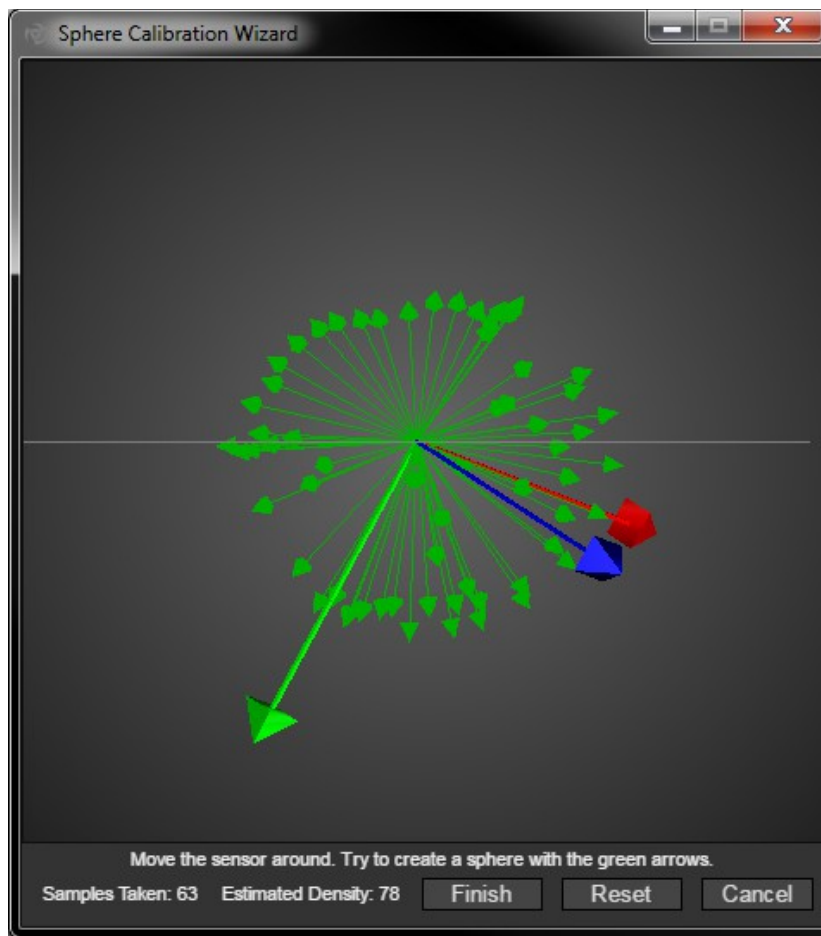 Sphere Calibration Wizard
Move the sensor around. Try to create a sphere with the green arrows.
Samples Taken: 63 Estimated Density: 78 Finish Reset Cancel